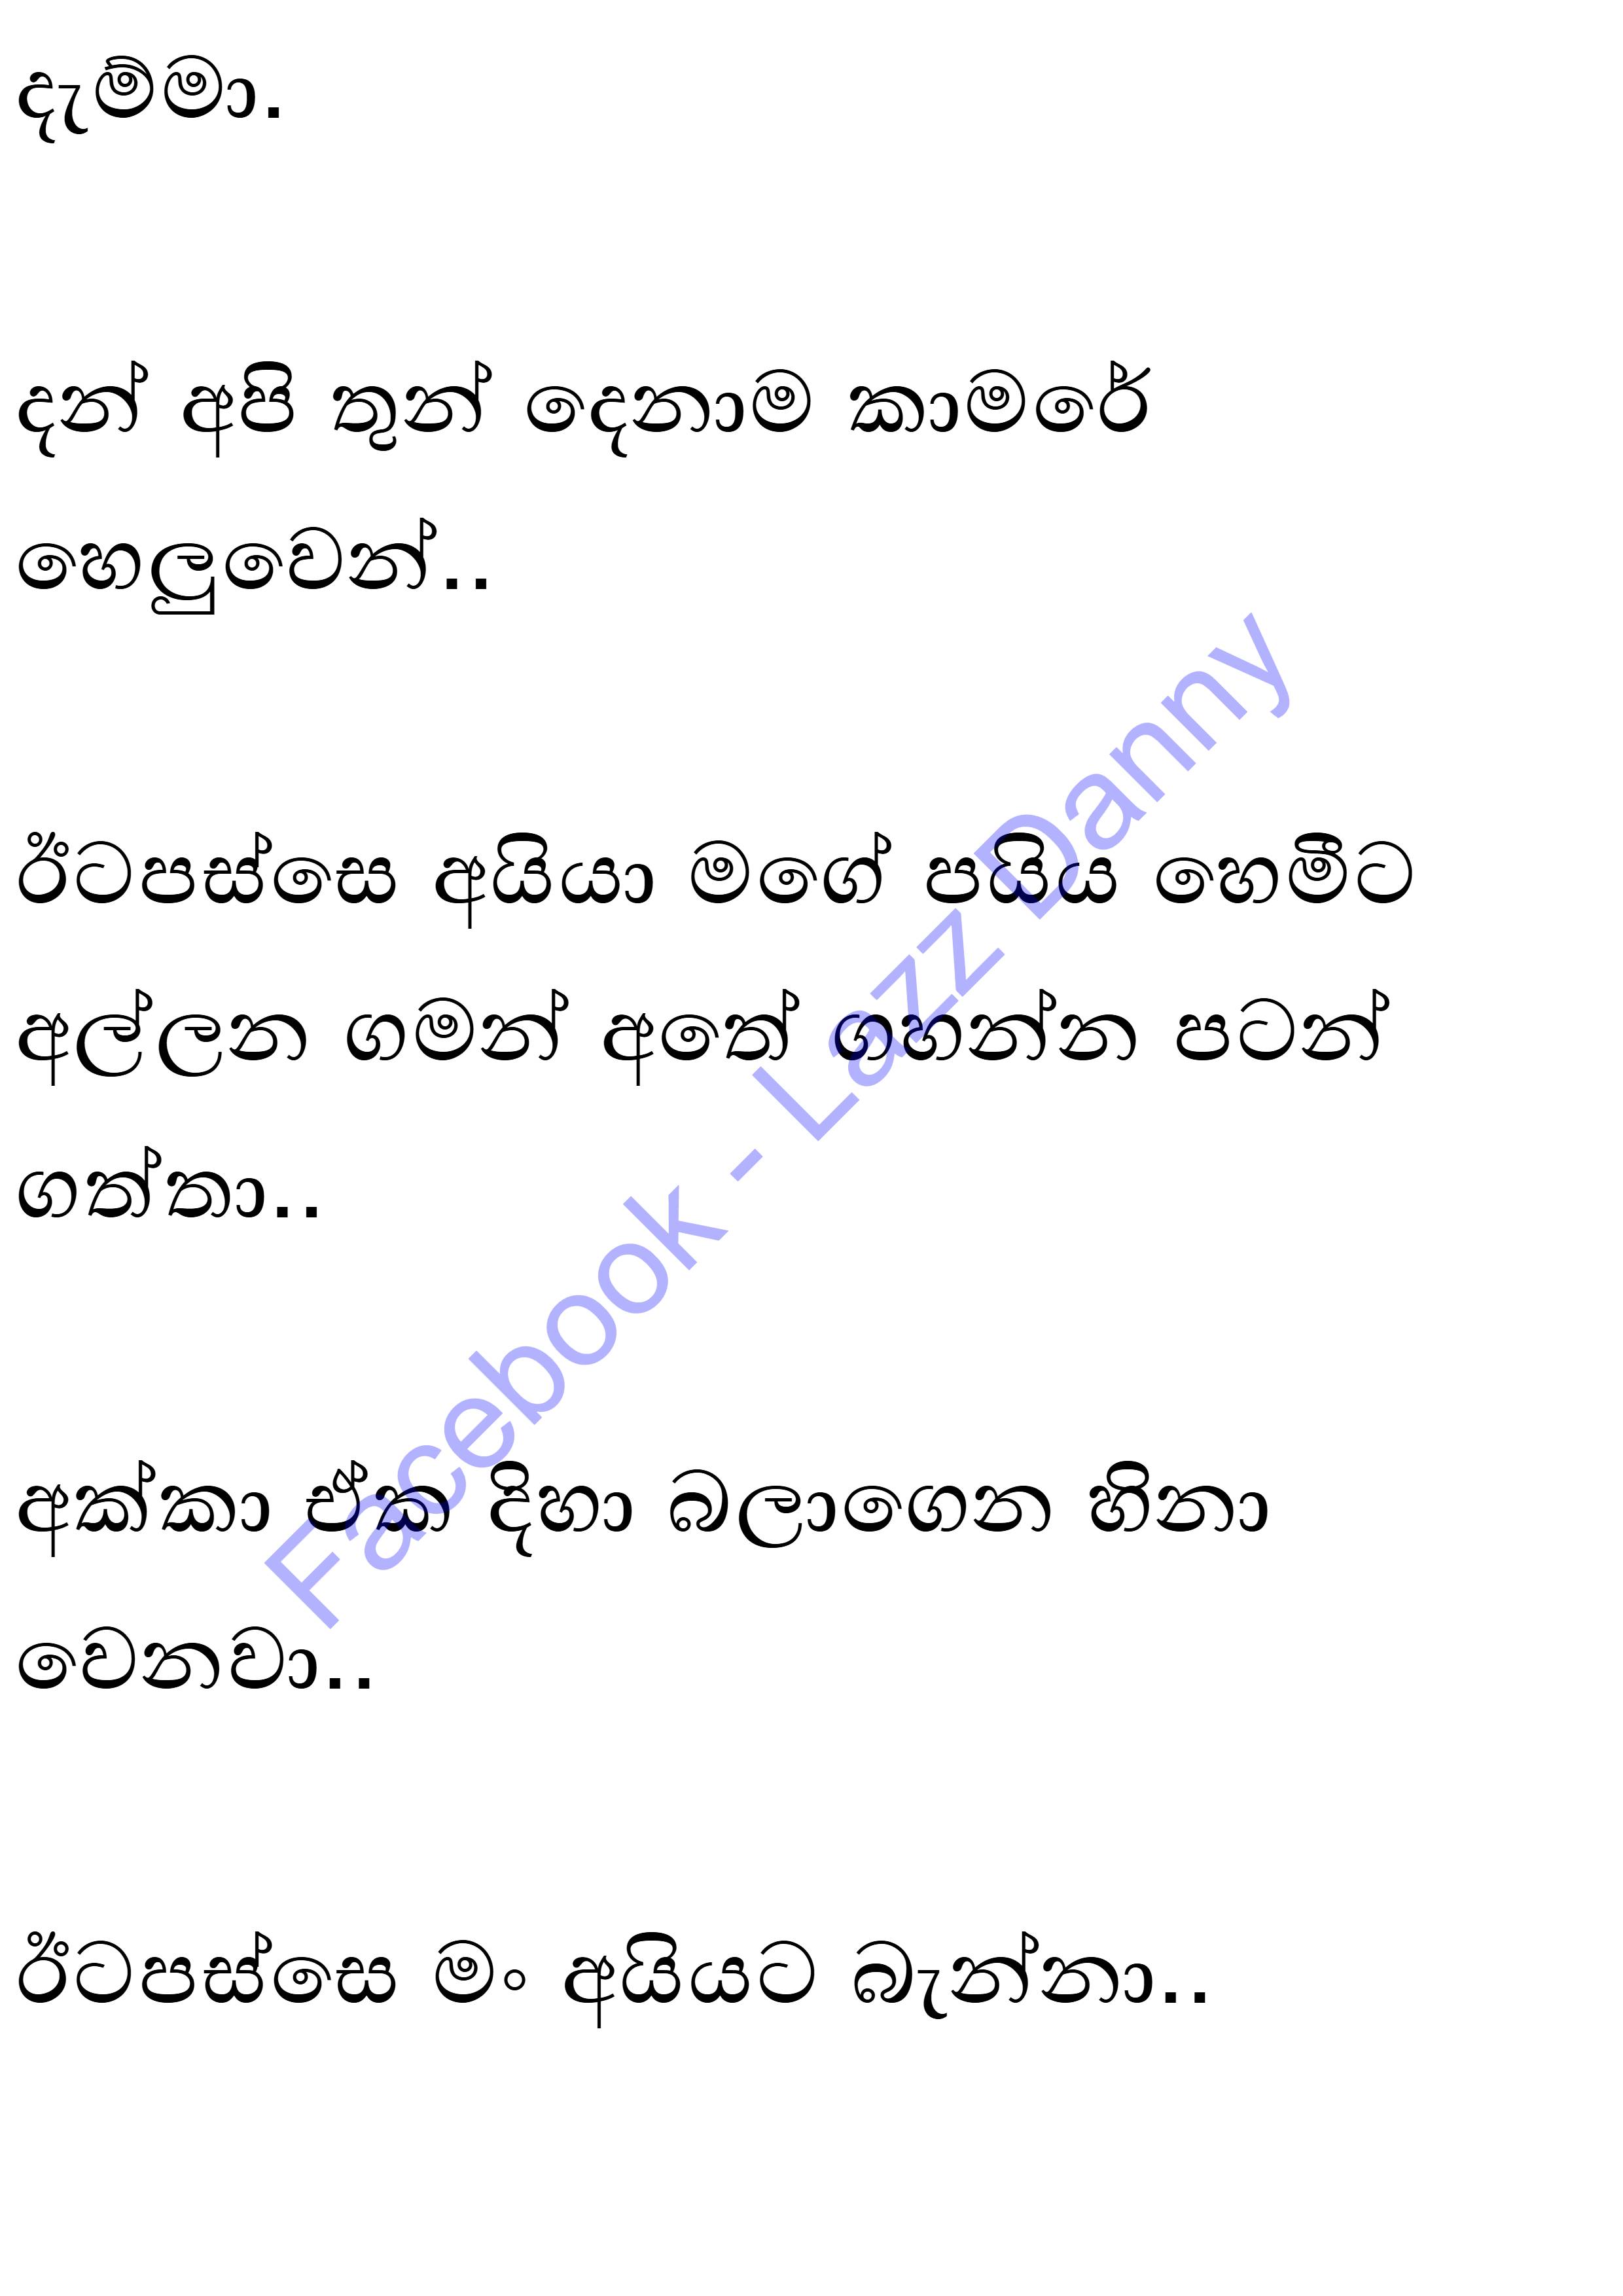 දැම්මා.
දන් අපි තුන් දෙනාම කාමරේ
හෙලුවෙන්..
ඊටපස්සෙ අයියා මගේ පයිය හෙමීට
අල්ලන ගමන් අතේ ගහන්න පටන්
ගත්තා..
අක්කා ඒක දිහා බලාගෙන හිනා
වෙනවා..
ඊටපස්සෙ මං අයියට බැන්නා..
Facebook - Lazz Danny